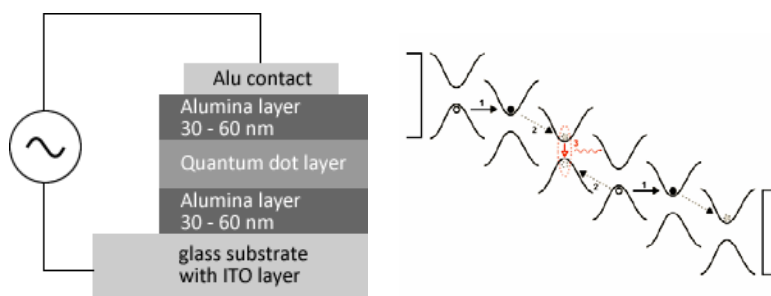 Alu contact
Alumina layer
30 - 60 nm
Quantum dot layer
Alumina layer
30 - 60 nm
glass substrate
with ITO layer
1
2
3
2
1